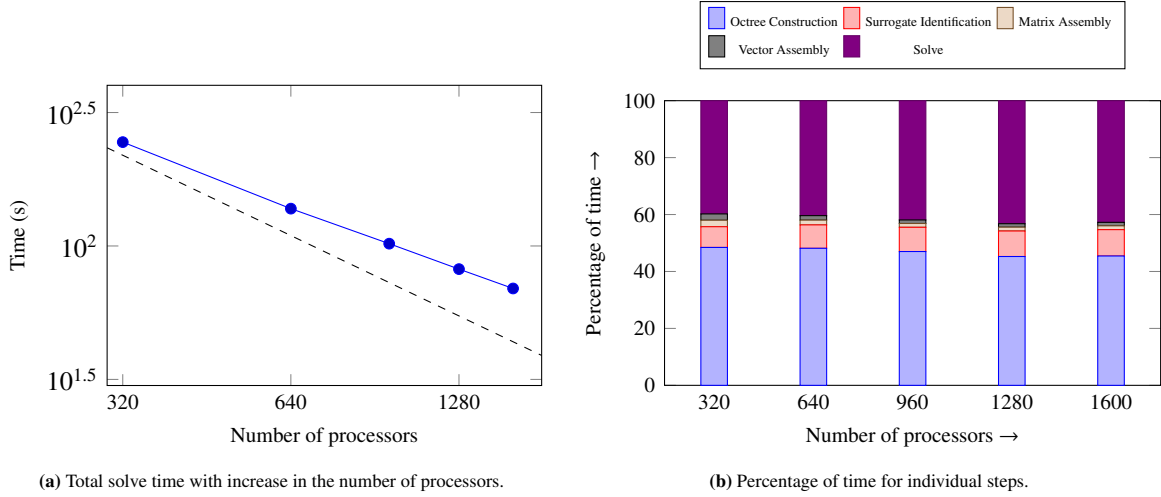 Octree Construction
Surrogate Identification
Matrix Assembly
Vector Assembly
Solve
10^2.5
10^2
10^1.5
Time (s)
320
640
1280
Number of processors
100
80
60
40
20
0
Percentage of time →
320
640
960
1280
1600
Number of processors →
(a) Total solve time with increase in the number of processors.
(b) Percentage of time for individual steps.